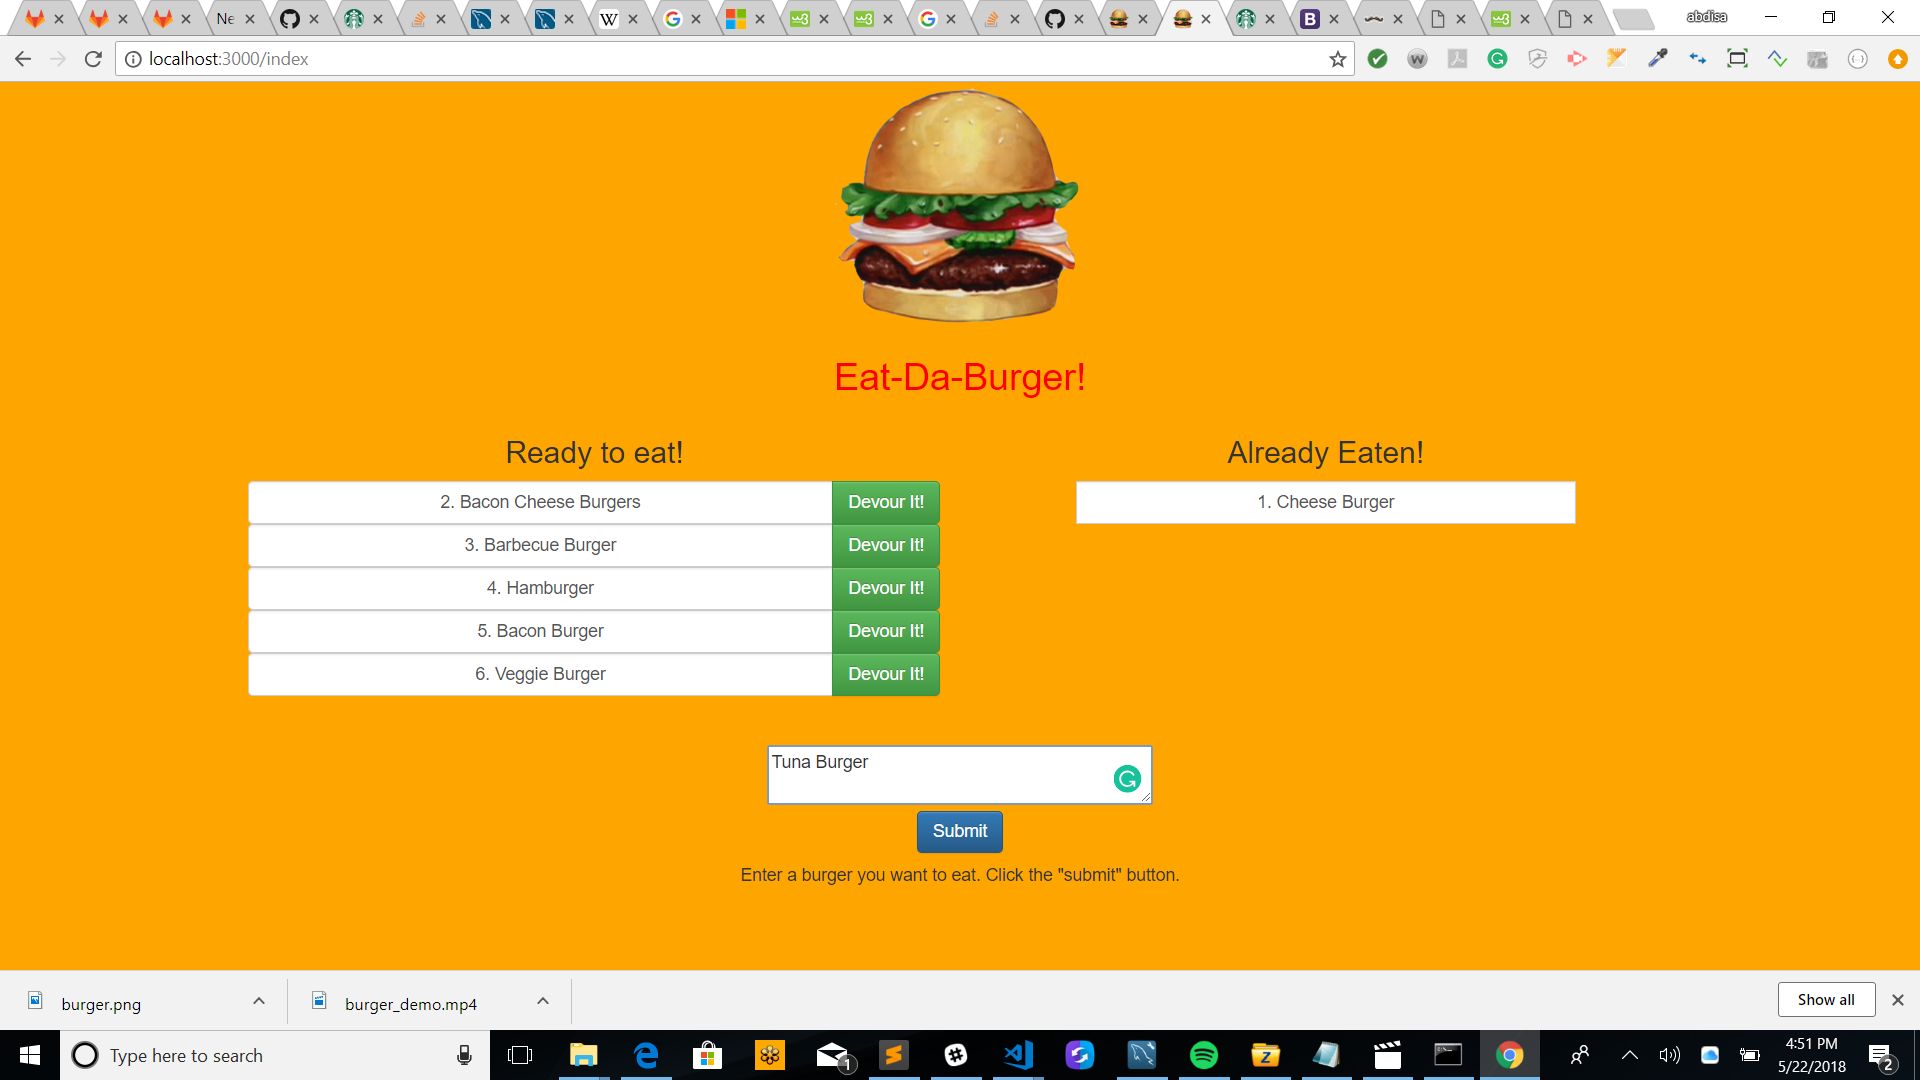 Ne
abdisa
localhost:3000/index
Eat-Da-Burger!
Ready to eat!
2. Bacon Cheese Burgers Devour It!
3. Barbecue Burger Devour It!
4. Hamburger Devour It!
5. Bacon Burger Devour It!
6. Veggie Burger Devour It!
Already Eaten!
1. Cheese Burger
Tuna Burger
Submit
Enter a burger you want to eat. Click the "submit" button.
burger.png
burger_demo.mp4
Show all
Type here to search
1
4:51 PM
5/22/2018
2